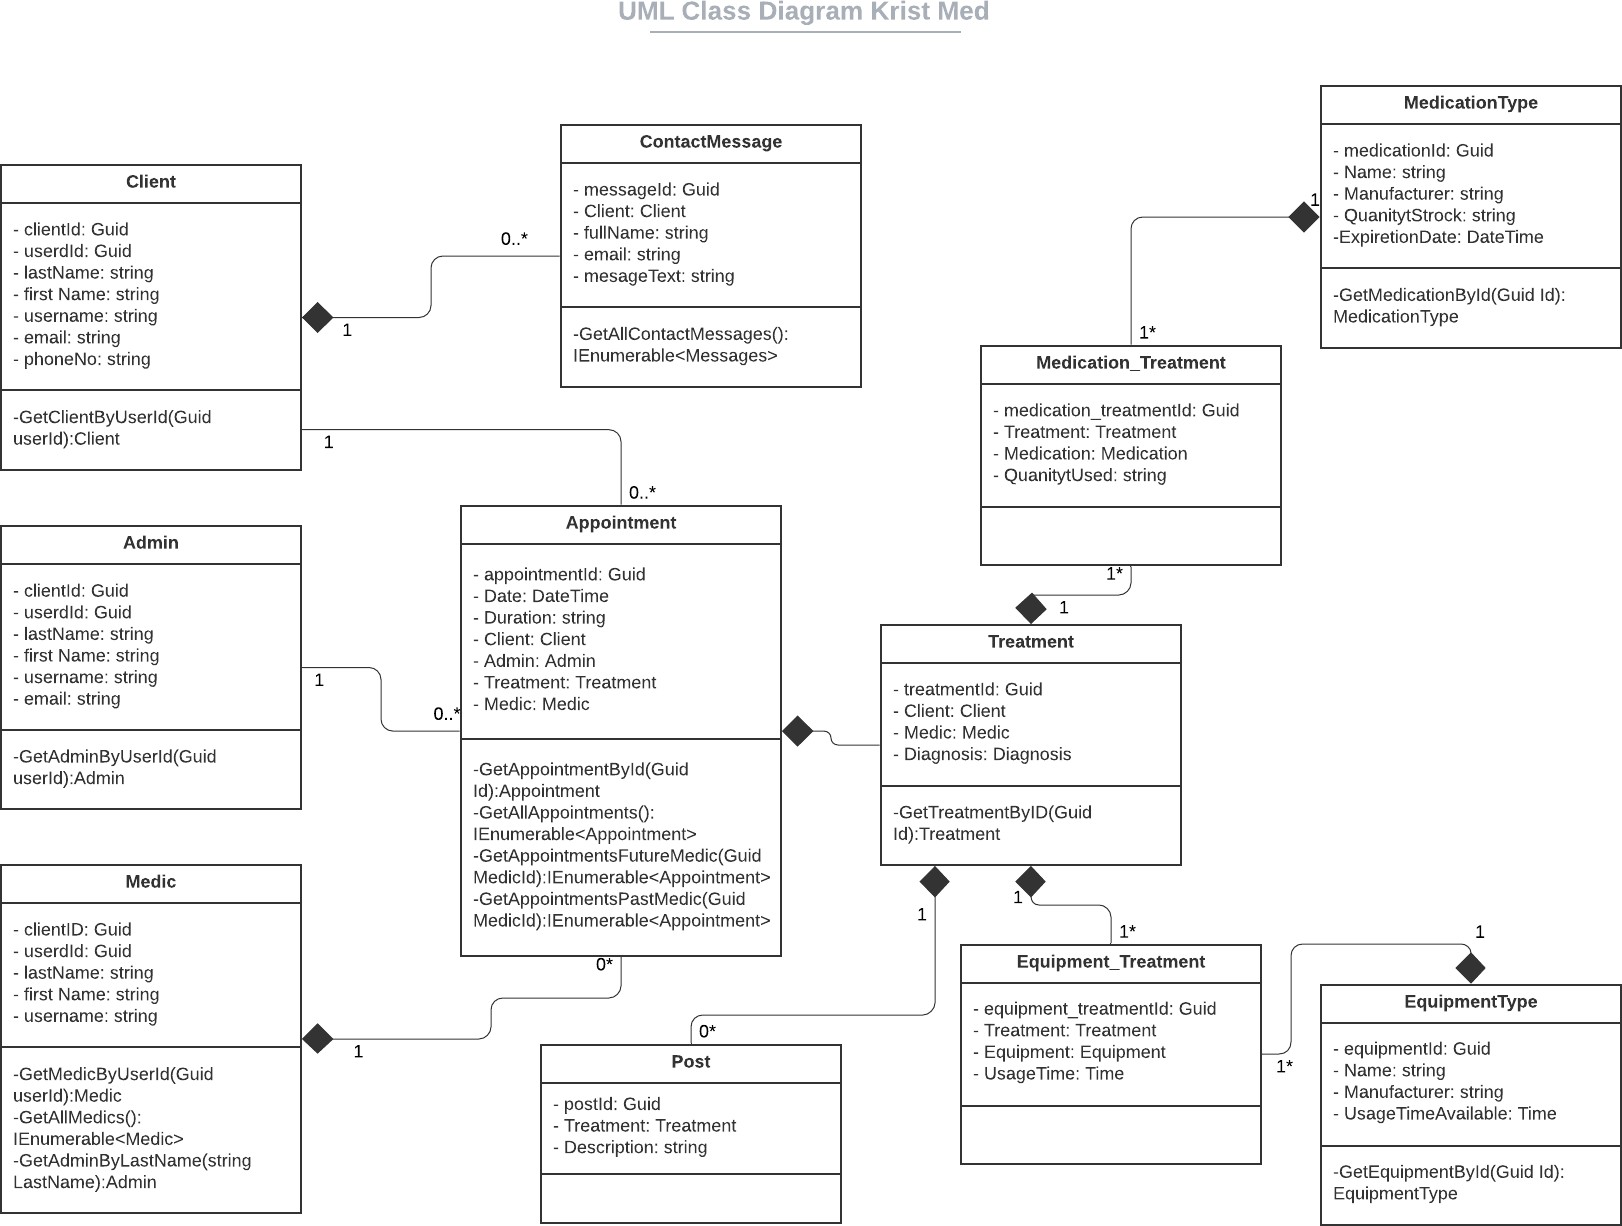 UML Class Diagram Krist Med
MedicationType
- medicationId: Guid
- Name: string
- Manufacturer: string
- QuanitytStrock: string
-ExpiretionDate: DateTime
-GetMedicationById(Guid Id):
MedicationType
1
1*
ContactMessage
- messageId: Guid
- Client: Client
- fullName: string
- email: string
- mesageText: string
-GetAllContactMessages():
IEnumerable<Messages>
0..*
1
Client
- clientId: Guid
- userdId: Guid
- lastName: string
- first Name: string
- username: string
- email: string
- phoneNo: string
-GetClientByUserId(Guid
userId):Client
1
0..*
Medication_Treatment
- medication_treatmentId: Guid
- Treatment: Treatment
- Medication: Medication
- QuanitytUsed: string
1*
1
Admin
- clientId: Guid
- userdId: Guid
- lastName: string
- first Name: string
- username: string
- email: string
-GetAdminByUserId(Guid
userId):Admin
1
0..*
Appointment
- appointmentId: Guid
- Date: DateTime
- Duration: string
- Client: Client
- Admin: Admin
- Treatment: Treatment
- Medic: Medic
-GetAppointmentById(Guid
Id):Appointment
-GetAllAppointments():
IEnumerable<Appointment>
-GetAppointmentsFutureMedic(Guid
MedicId):IEnumerable<Appointment>
-GetAppointmentsPastMedic(Guid
MedicId):IEnumerable<Appointment>
0*
1
Treatment
- treatmentId: Guid
- Client: Client
- Medic: Medic
- Diagnosis: Diagnosis
-GetTreatmentByID(Guid
Id):Treatment
1
1
1*
0*
Medic
- clientID: Guid
- userdId: Guid
- lastName: string
- first Name: string
- username: string
-GetMedicByUserId(Guid
userId):Medic
-GetAllMedics():
IEnumerable<Medic>
-GetAdminByLastName(string
LastName):Admin
Post
- postId: Guid
- Treatment: Treatment
- Description: string
Equipment_Treatment
- equipment_treatmentId: Guid
- Treatment: Treatment
- Equipment: Equipment
- UsageTime: Time
1*
1
EquipmentType
- equipmentId: Guid
- Name: string
- Manufacturer: string
- UsageTimeAvailable: Time
-GetEquipmentById(Guid Id):
EquipmentType